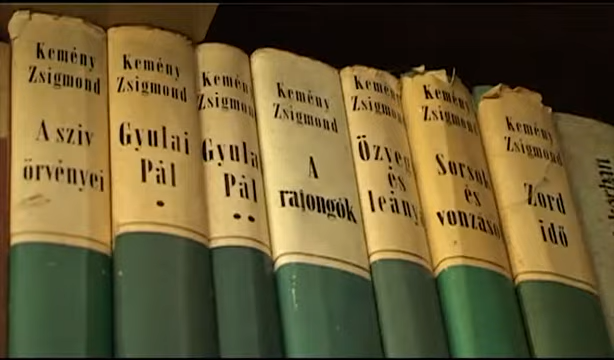 Kemény
Zsigmond
A sziv
örvényei
Kemény
Zsigmond
Gyulai
Pál
•
Kemény
Zsigmond
Gyulai
Pál
••
Kemény
Zsigmond
A
rajongók
Kemény
Zsigmond
Özvegy
és
leánya
Kemény
Zsigmond
Sorsok
és
vonzások
Kemény
Zsigmond
Zord
idő